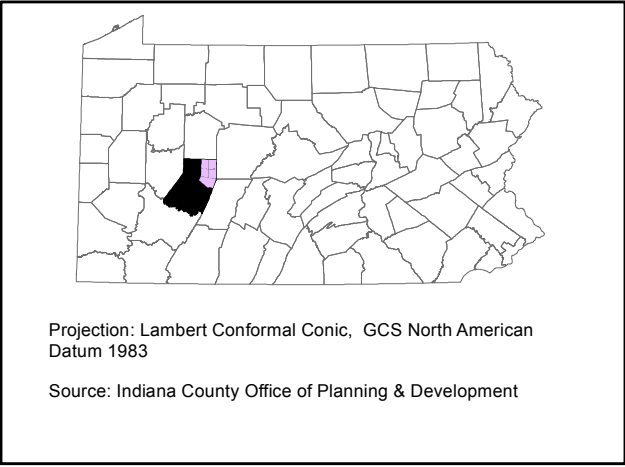 Projection: Lambert Conformal Conic,  GCS North American
Datum 1983
Source: Indiana County Office of Planning & Development